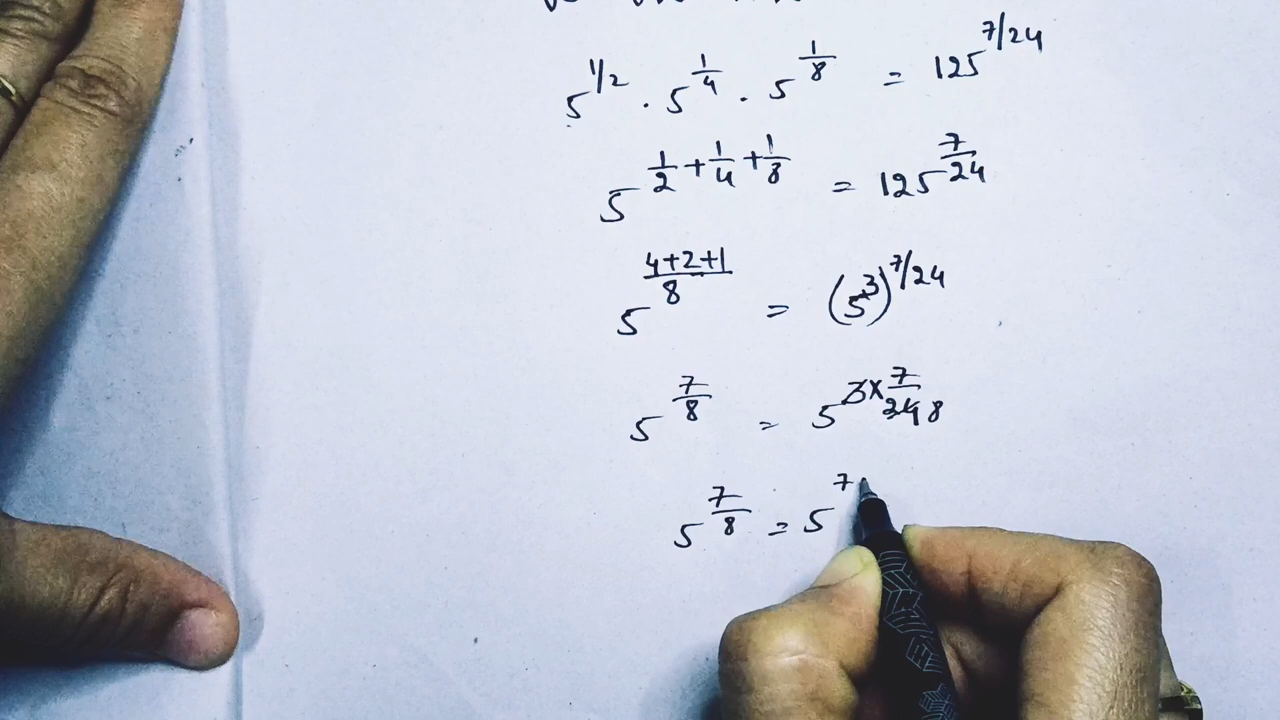 5^1/2 . 5^1/4 . 5^1/8 = 125^7/24
5^1/2+1/4+1/8 = 125^7/24
5^4+2+1/8 = (5^3)^7/24
5^7/8 = 5^3×7/24 8
5^7/8 = 5^7